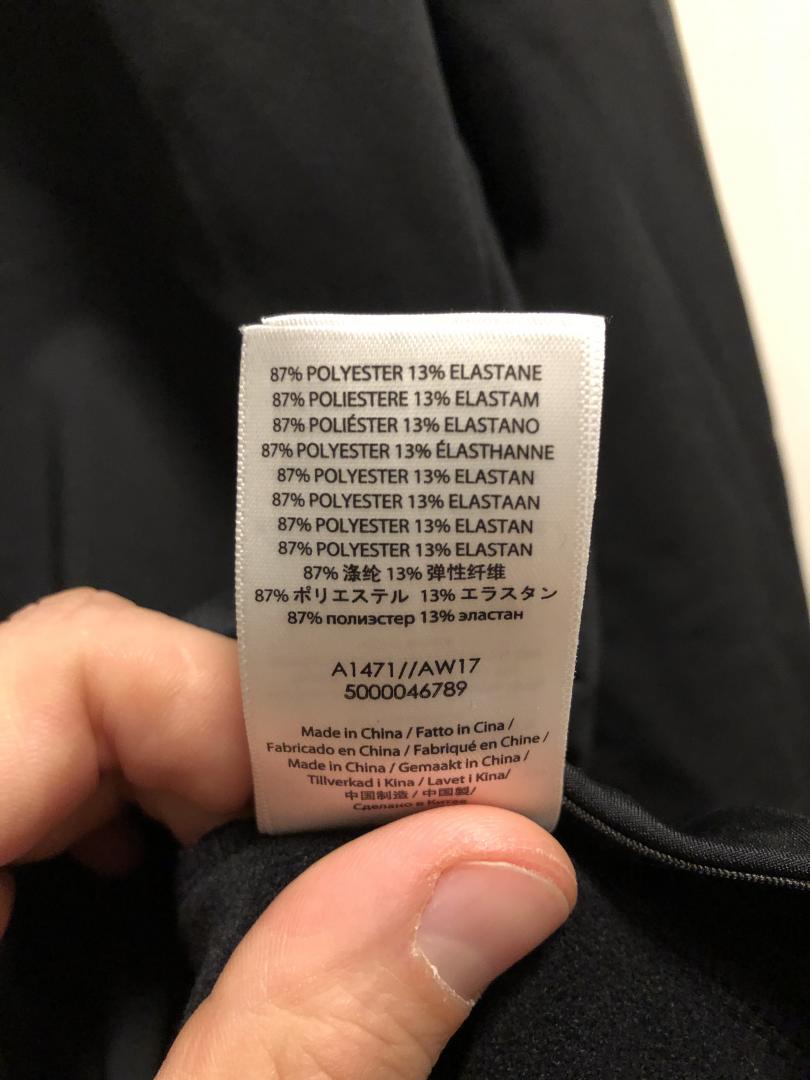 87% POLYESTER 13% ELASTANE
87% POLIESTERE 13% ELASTAM
87% POLIÉSTER 13% ELASTANO
87% POLYESTER 13% ÉLASTHANNE
87% POLYESTER 13% ELASTAN
87% POLYESTER 13% ELASTAAN
87% POLYESTER 13% ELASTAN
87% POLYESTER 13% ELASTAN
87% 涤纶 13% 弹性纤维
87% ポリエステル 13% エラスタン
87% полиэстер 13% эластан
A1471//AW17
5000046789
Made in China / Fatto in Cina /
Fabricado en China / Fabriqué en Chine /
Made in China / Gemaakt in China /
Tillverkad i Kina / Lavet i Kina/
中国制造 / 中国製/
Сделано в Китае